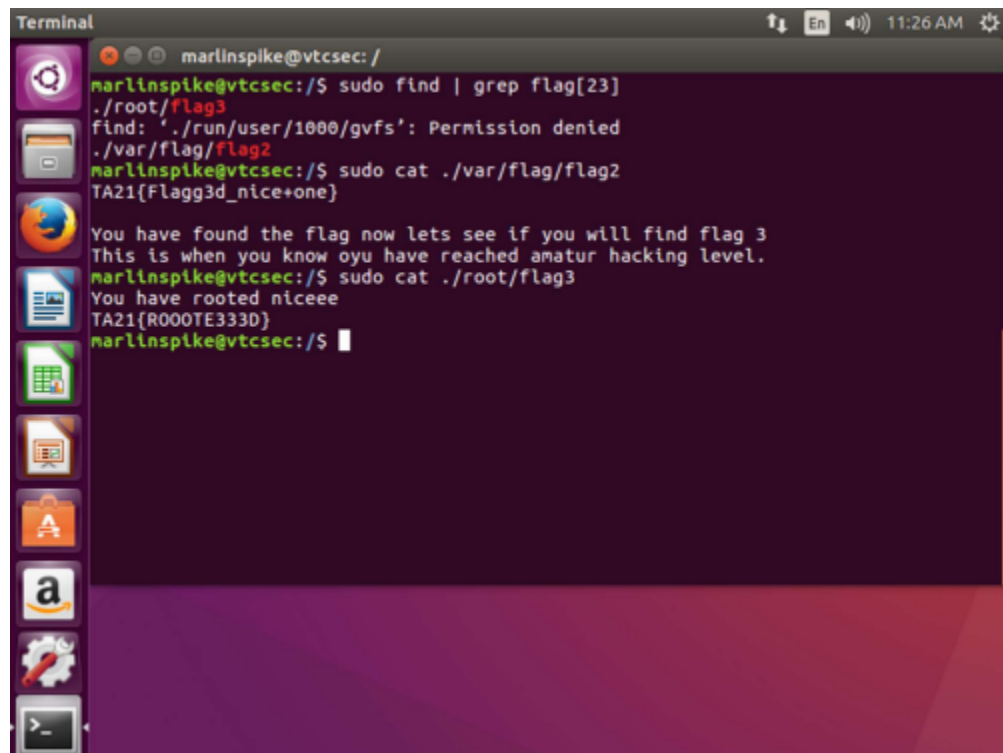 Terminal
En
11:26 AM
marlinspike@vtcsec: /
marlinspike@vtcsec:/$ sudo find | grep flag[23]
./root/flag3
find: ‘./run/user/1000/gvfs’: Permission denied
./var/flag/flag2
marlinspike@vtcsec:/$ sudo cat ./var/flag/flag2
TA21{Flagg3d_nice+one}
You have found the flag now lets see if you will find flag 3
This is when you know oyu have reached amatur hacking level.
marlinspike@vtcsec:/$ sudo cat ./root/flag3
You have rooted niceee
TA21{ROOOTE333D}
marlinspike@vtcsec:/$